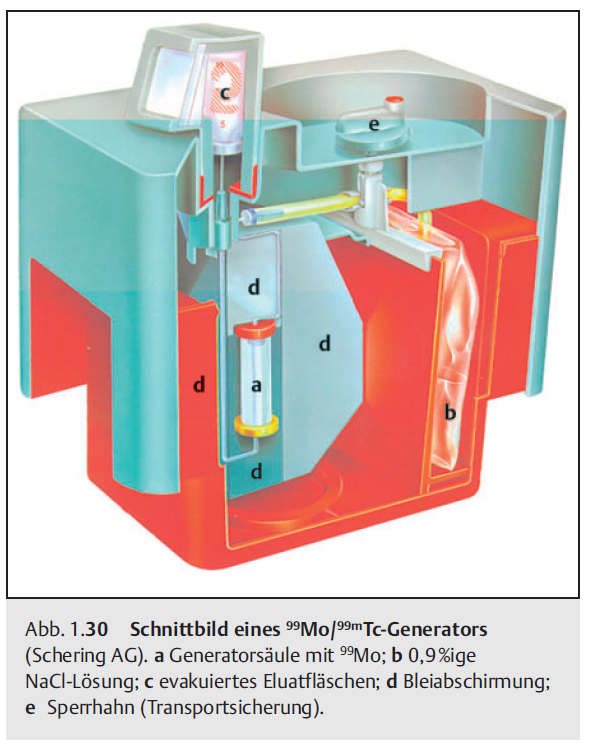 c
5
e
d
d
d
a
b
d
Abb. 1.30 Schnittbild eines ⁹⁹Mo/⁹⁹ᵐTc-Generators
(Schering AG). a Generatorsäule mit ⁹⁹Mo; b 0,9%ige
NaCl-Lösung; c evakuiertes Eluatfläschen; d Bleiabschirmung;
e Sperrhahn (Transportsicherung).